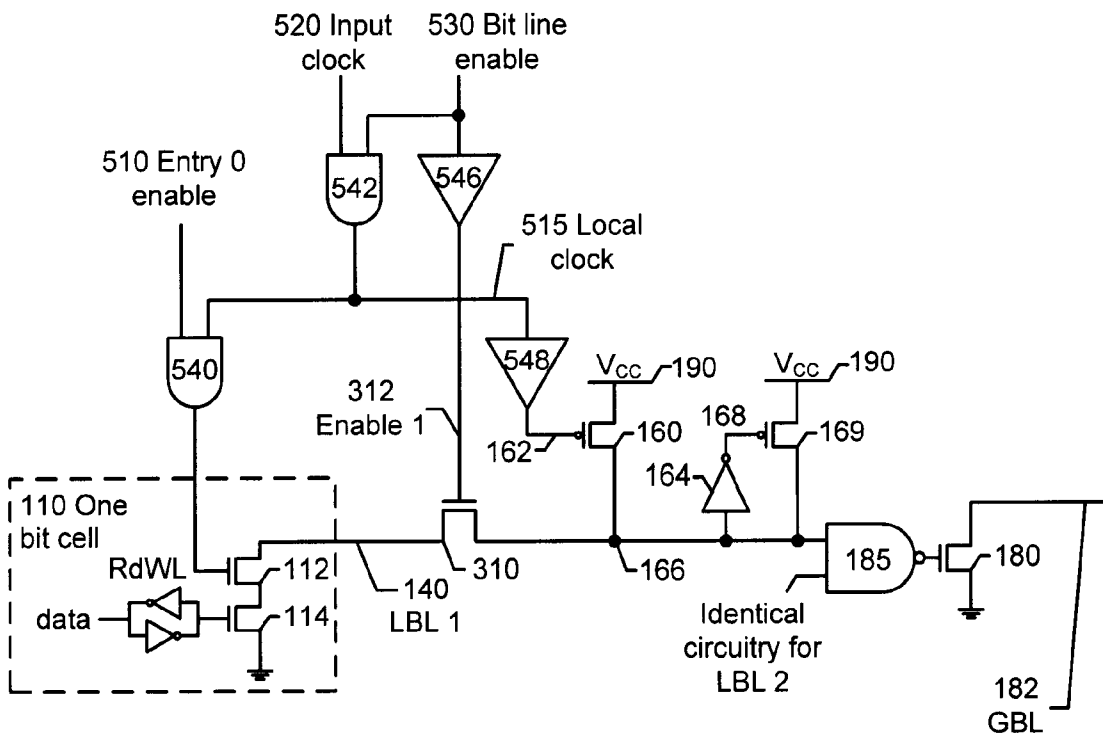 520 Input
clock
530 Bit line
enable
510 Entry 0
enable
542
546
515 Local
clock
540
548
312
Enable 1
162
VCC
190
160
VCC
190
168
169
164
110 One
bit cell
RdWL
112
data
114
140
LBL 1
310
166
185
180
Identical
circuitry for
LBL 2
182
GBL